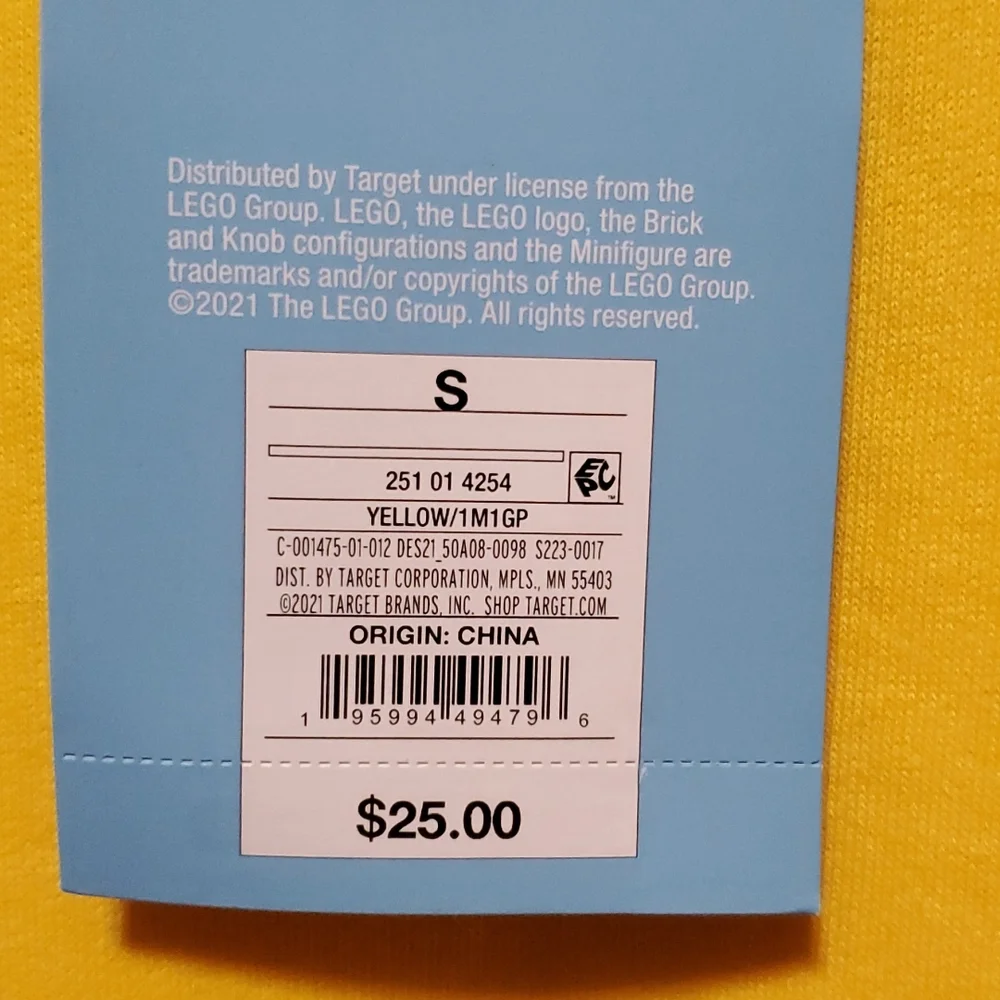 Distributed by Target under license from the
LEGO Group. LEGO, the LEGO logo, the Brick
and Knob configurations and the Minifigure are
trademarks and/or copyrights of the LEGO Group.
©2021 The LEGO Group. All rights reserved.
S
251 01 4254
EPC™
YELLOW/1M1GP
C-001475-01-012 DES21_50A08-0098 S223-0017
DIST. BY TARGET CORPORATION, MPLS., MN 55403
©2021 TARGET BRANDS, INC. SHOP TARGET.COM
ORIGIN: CHINA
1 95994 49479 6
$25.00